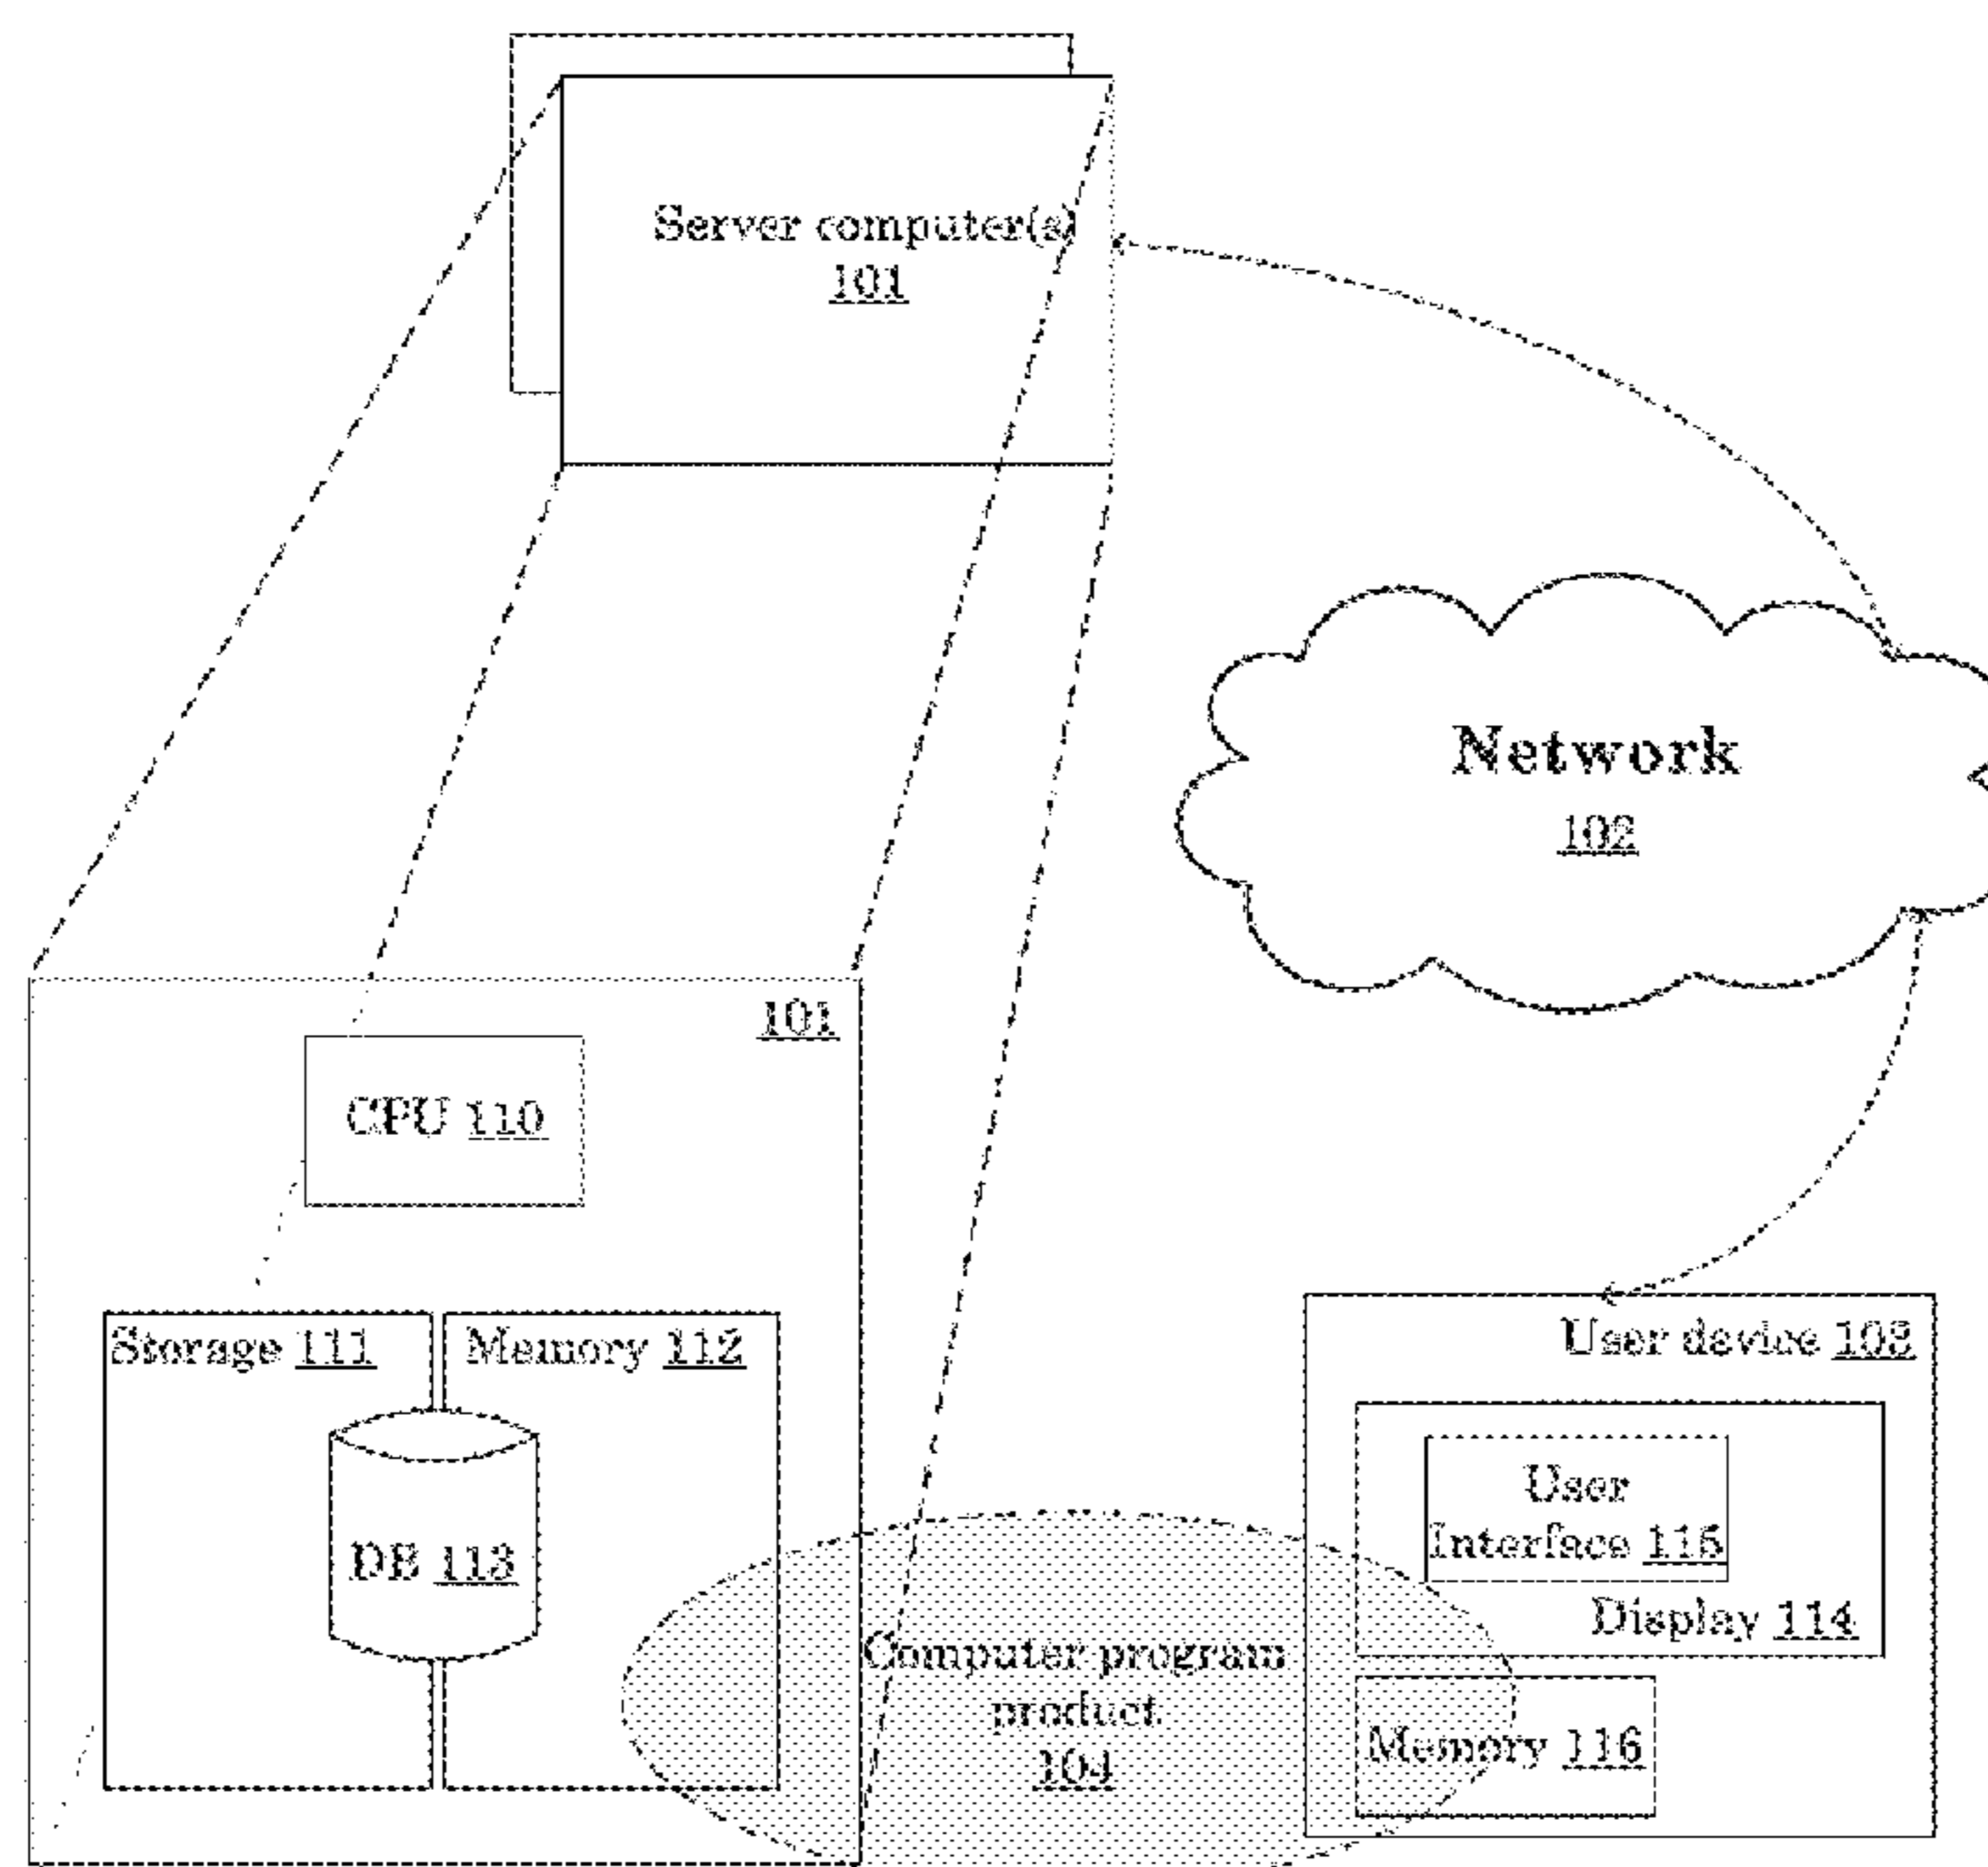 Server computer(s)
101
Network
102
101
CPU 110
Storage 111
Memory 112
DB 113
User device 103
User
Interface 115
Display 114
Computer program
product
104
Memory 116